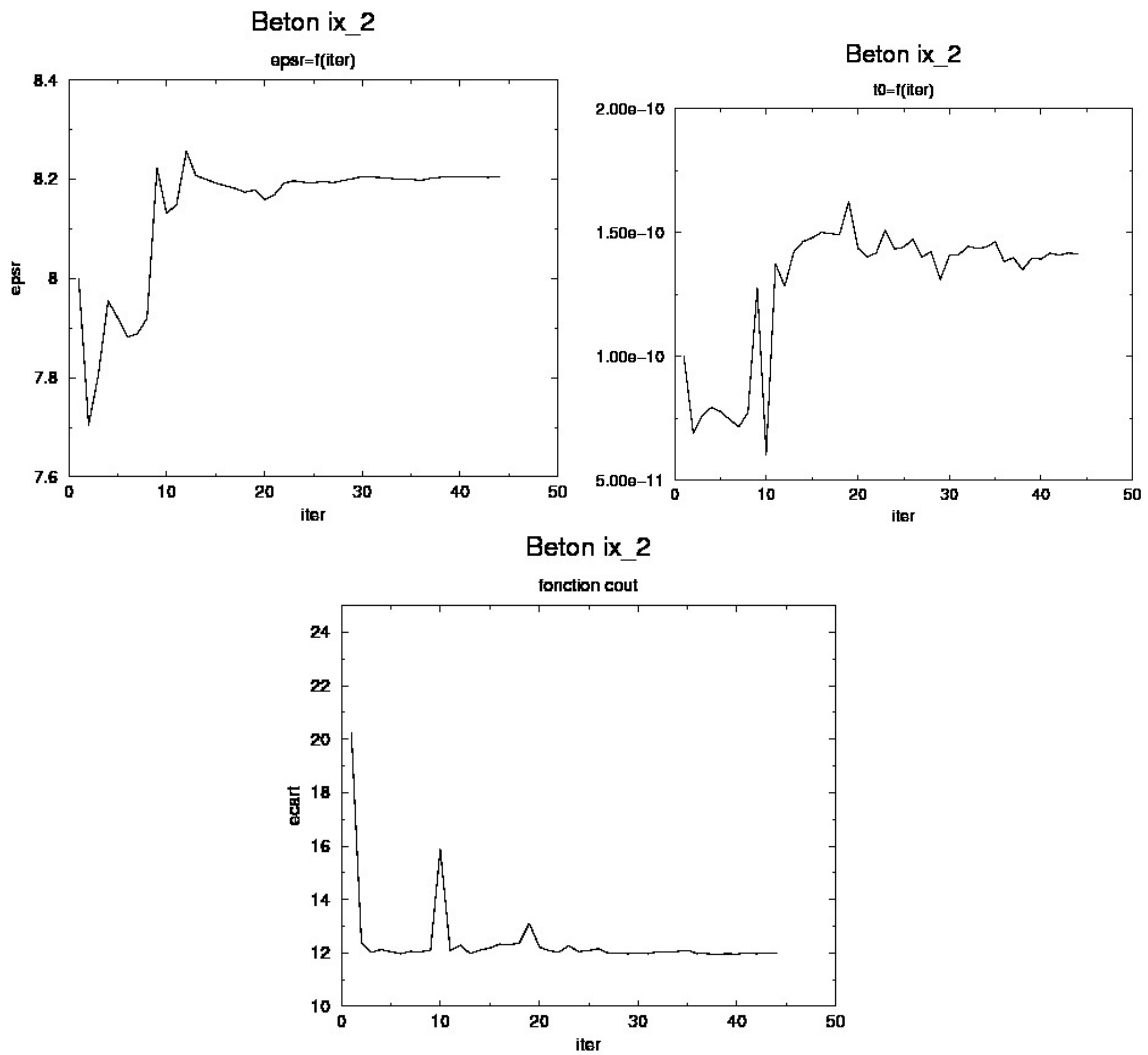 Beton ix_2
epsr=f(iter)
8.4
8.2
8
7.8
7.6
epsr
0 10 20 30 40 50
iter
Beton ix_2
t0=f(iter)
2.00e−10
1.50e−10
1.00e−10
5.00e−11
0 10 20 30 40 50
iter
Beton ix_2
fonction cout
24
22
20
18
16
14
12
10
ecart
0 10 20 30 40 50
iter